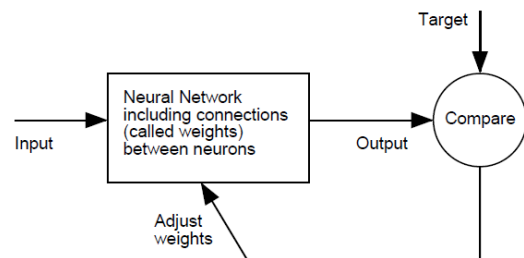 Target
Neural Network
including connections
(called weights)
between neurons
Compare
Input
Output
Adjust
weights